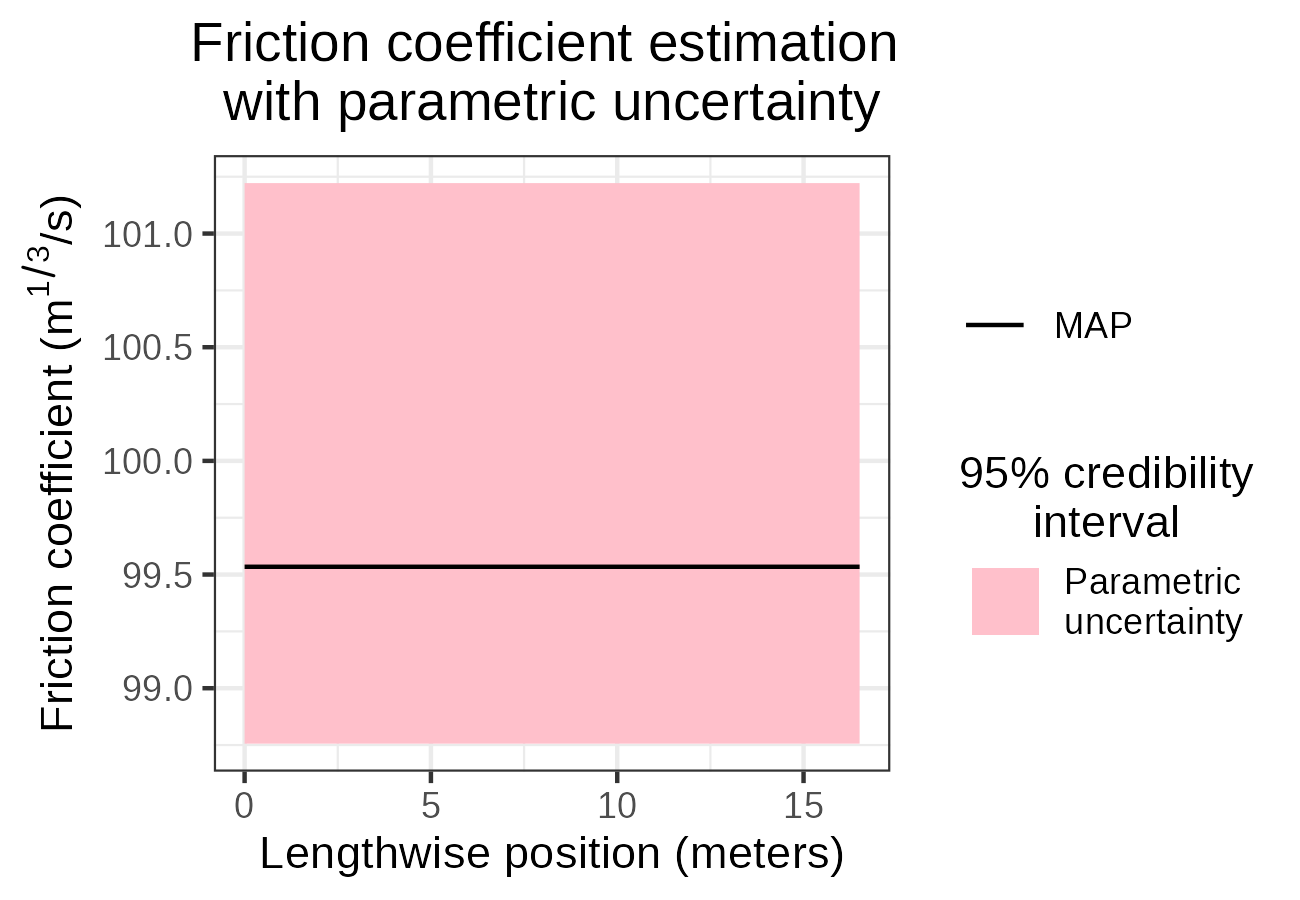 Friction coefficient estimation
with parametric uncertainty
Friction coefficient (m^1/3/s)
101.0
100.5
100.0
99.5
99.0
0 5 10 15
Lengthwise position (meters)
MAP
95% credibility
interval
Parametric
uncertainty